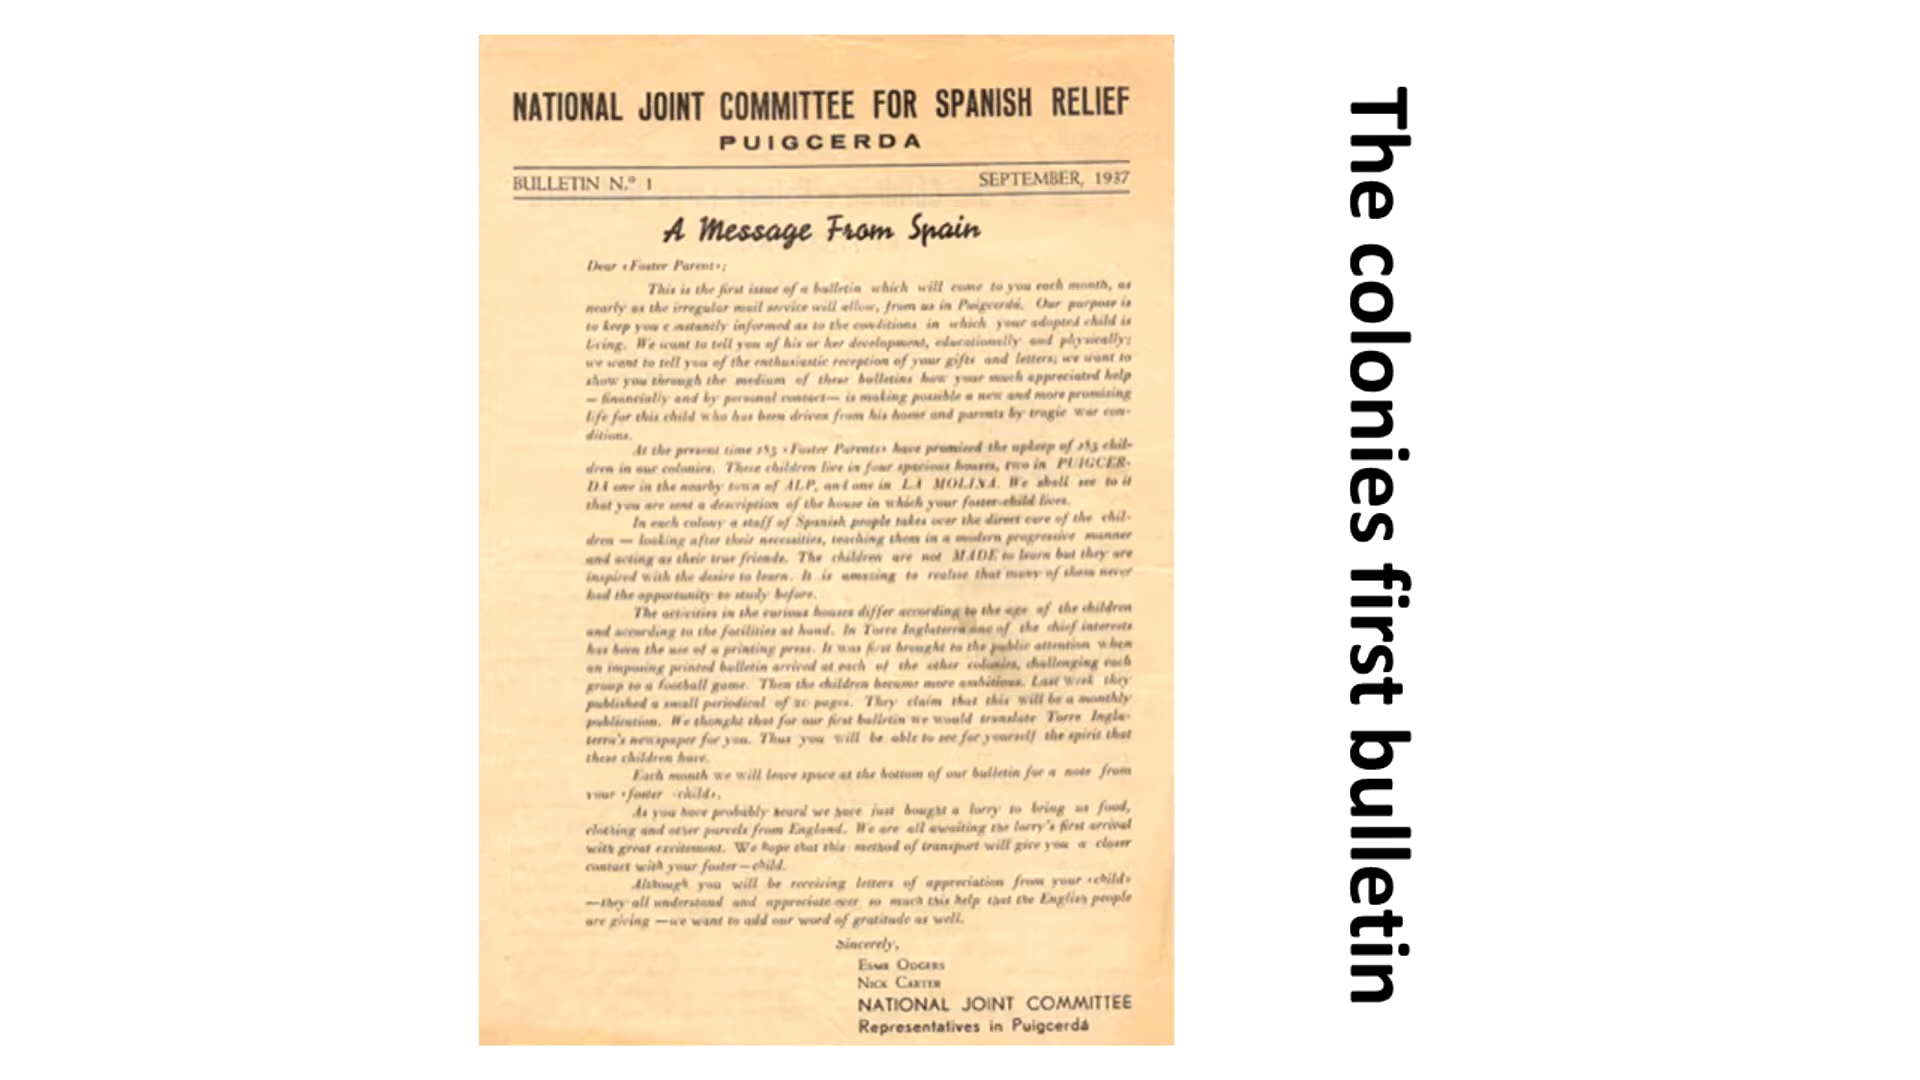 NATIONAL JOINT COMMITTEE FOR SPANISH RELIEF
PUIGCERDA
BULLETIN N.º 1 SEPTEMBER, 1937
A Message From Spain
Dear «Foster Parent»;
This is the first issue of a bulletin which will come to you each month, as
nearly as the irregular mail service will allow, from us in Puigcerdá. Our purpose is
to keep you c nstantly informed as to the conditions in which your adopted child is
living. We want to tell you of his or her development, educationally and physically;
we want to tell you of the enthusiastic reception of your gifts and letters; we want to
show you through the medium of these bulletins how your much appreciated help
— financially and by personal contact— is making possible a new and more promising
life for this child who has been driven from his home and parents by tragic war con-
ditions.
At the present time 285 «Foster Parents» have promised the upkeep of 285 chil-
dren in our colonies. These children live in four spacious houses, two in PUIGCER-
DA one in the nearby town of ALP, and one in LA MOLINA. We shall see to it
that you are sent a description of the house in which your foster-child lives.
In each colony a staff of Spanish people takes over the direct care of the chil-
dren — looking after their necessities, teaching them in a modern progressive manner
and acting as their true friends. The children are not MADE to learn but they are
inspired with the desire to learn. It is amazing to realise that many of them never
had the opportunity to study before.
The activities in the various houses differ according to the age of the children
and according to the facilities at hand. In Torre Inglaterra one of the chief interests
has been the use of a printing press. It was first brought to the public attention when
an imposing printed bulletin arrived at each of the other colonies, challenging each
group to a football game. Then the children became more ambitious. Last week they
published a small periodical of 20 pages. They claim that this will be a monthly
publication. We thought that for our first bulletin we would translate Torre Ingla-
terra's newspaper for you. Thus you will be able to see for yourself the spirit that
these children have.
Each month we will leave space at the bottom of our bulletin for a note from
your «foster -child».
As you have probably heard we have just bought a lorry to bring us food,
clothing and other parcels from England. We are all awaiting the lorry's first arrival
with great excitement. We hope that this method of transport will give you a closer
contact with your foster—child.
Although you will be receiving letters of appreciation from your «child»
—they all understand and appreciate ever so much this help that the English people
are giving —we want to add our word of gratitude as well.
Sincerely,
ESME ODGERS
NICK CARTER
NATIONAL JOINT COMMITTEE
Representatives in Puigcerdá
The colonies first bulletin